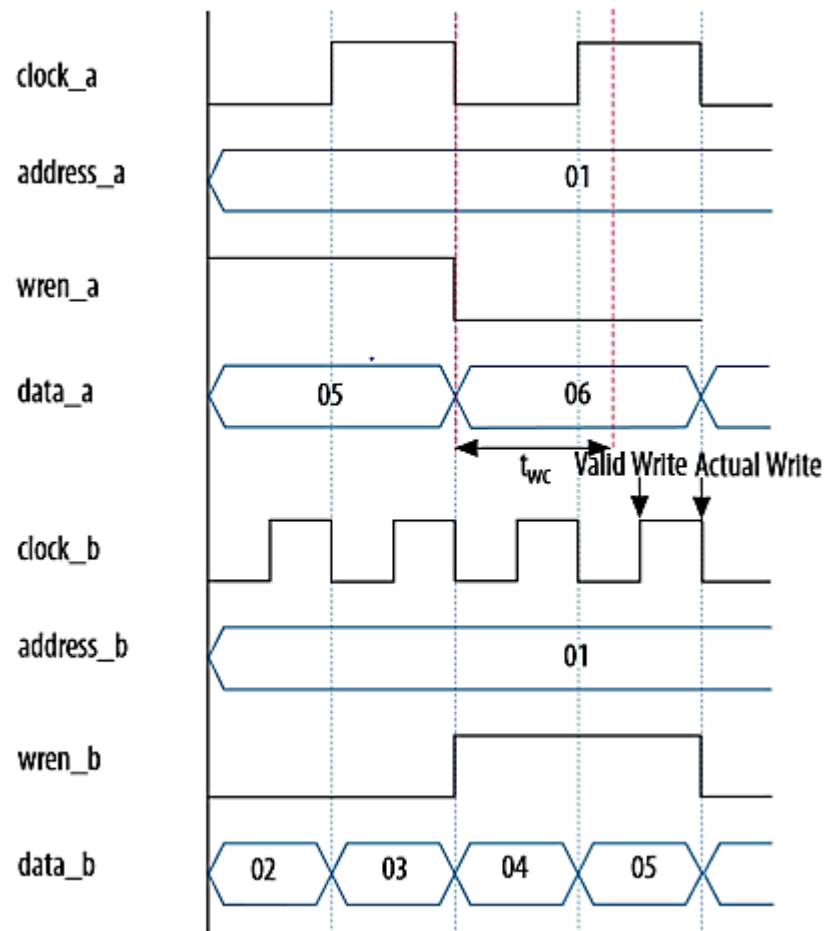 clock_a
address_a
01
wren_a
data_a
05
06
twc
Valid Write
Actual Write
clock_b
address_b
01
wren_b
data_b
02
03
04
05